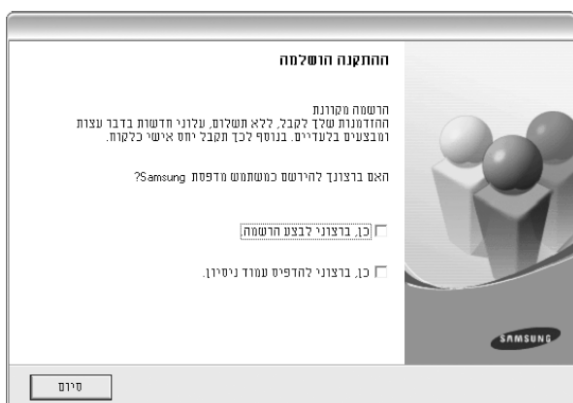 ההתקנה הושלמה
הרשמה מקוונת
ההזדמנות שלך לקבל, ללא תשלום, עלוני חדשות בדבר עצות
ומבצעים בלעדיים. בנוסף לכך תקבל יחס אישי כלקוח.
האם ברצונך להירשם כמשתמש מדפסת Samsung?
כן, ברצוני לבצע הרשמה.
כן, ברצוני להדפיס עמוד ניסיון.
SAMSUNG
סיום